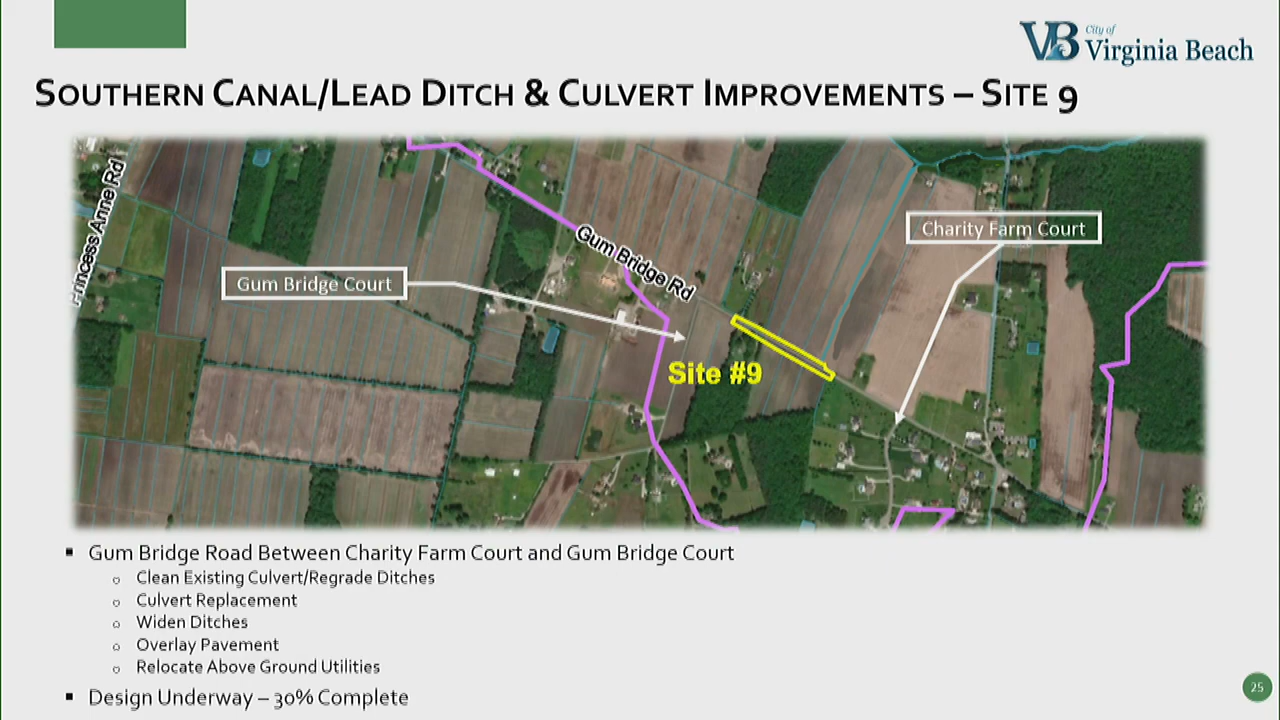 City of
VB Virginia Beach
SOUTHERN CANAL/LEAD DITCH & CULVERT IMPROVEMENTS – SITE 9
Princess Anne Rd
Gum Bridge Rd
Charity Farm Court
Gum Bridge Court
Site #9
▪ Gum Bridge Road Between Charity Farm Court and Gum Bridge Court
o Clean Existing Culvert/Regrade Ditches
o Culvert Replacement
o Widen Ditches
o Overlay Pavement
o Relocate Above Ground Utilities
▪ Design Underway – 30% Complete
25